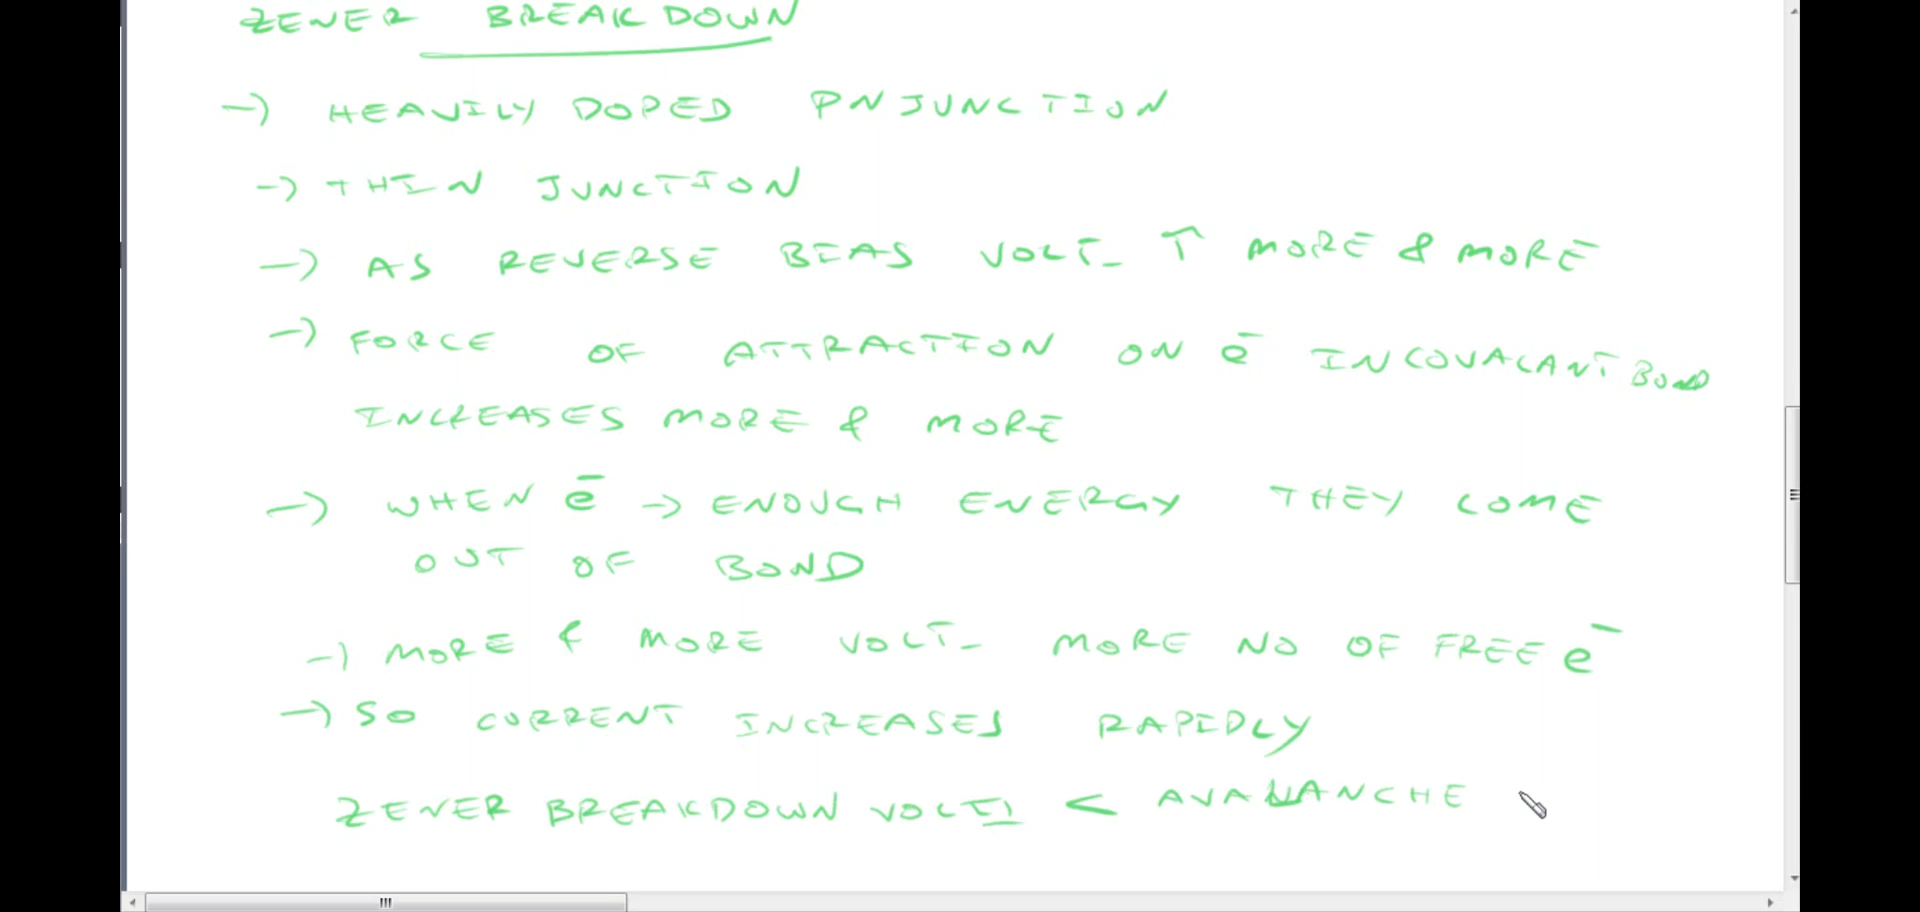 ZENER BREAKDOWN
→ HEAVILY DOPED PN JUNCTION
→ THIN JUNCTION
→ AS REVERSE BIAS VOLT- ↑ MORE & MORE
→ FORCE OF ATTRACTION ON e⁻ IN COVALANT BOND
INCREASES MORE & MORE
→ WHEN e⁻ → ENOUGH ENERGY THEY COME
OUT OF BOND
→ MORE & MORE VOLT- MORE NO OF FREE e⁻
→ SO CURRENT INCREASES RAPIDLY
ZENER BREAKDOWN VOLT < AVALANCHE